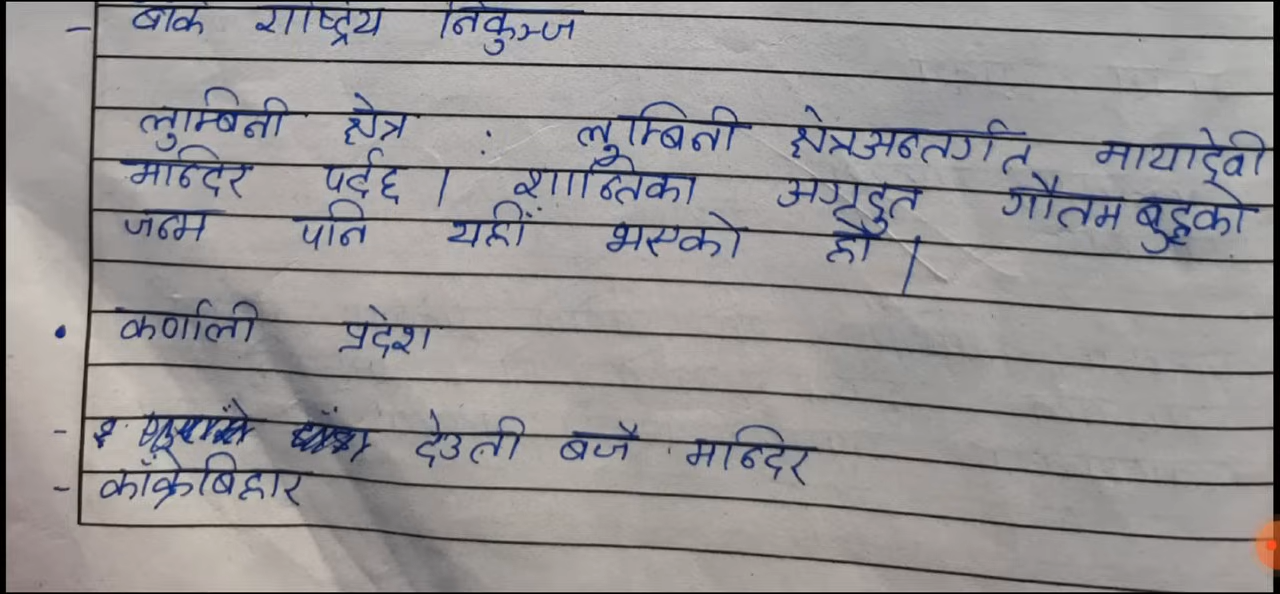 - बाँके राष्ट्रिय निकुञ्ज
लुम्बिनी क्षेत्र : लुम्बिनी क्षेत्रअन्तर्गत मायादेवी
मन्दिर पर्दछ । शान्तिका अग्रदुत गौतम बुद्धको
जन्म पनि यहीँ भएको हो ।
• कर्णाली प्रदेश
- देउती बजै मन्दिर
- काँक्रेबिहार